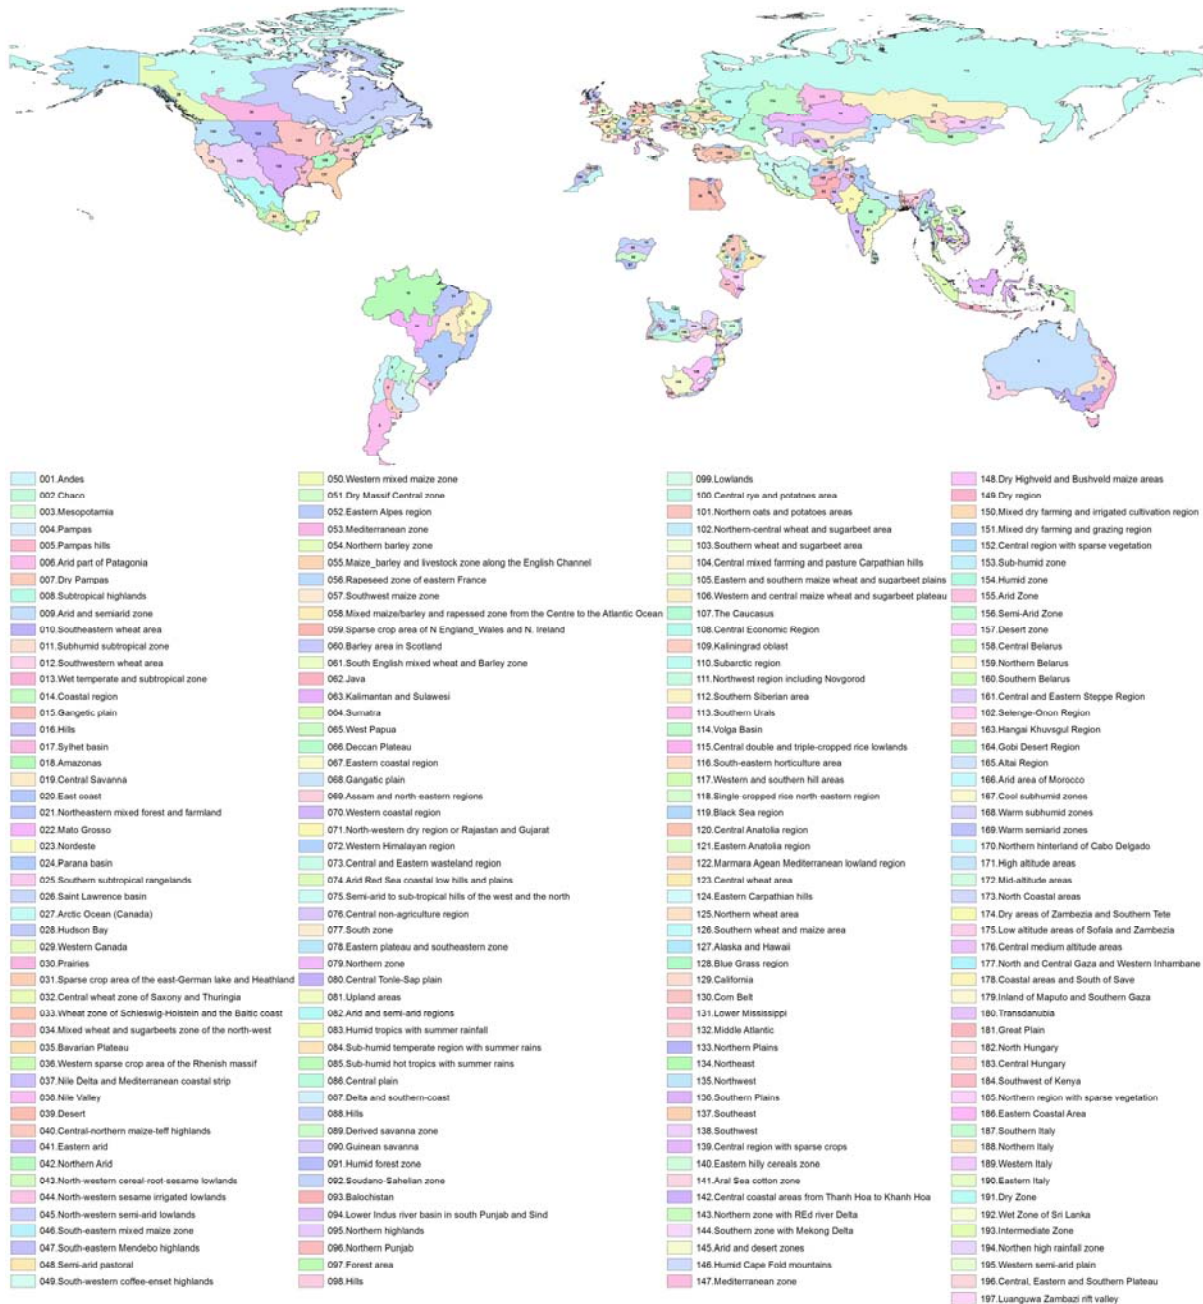 001.Andes
002.Chaco
003.Mesopotamia
004.Pampas
005.Pampas hills
006.Arid part of Patagonia
007.Dry Pampas
008.Subtropical highlands
009.Arid and semiarid zone
010.Southeastern wheat area
011.Subhumid subtropical zone
012.Southwestern wheat area
013.Wet temperate and subtropical zone
014.Coastal region
015.Gangetic plain
016.Hills
017.Sylhet basin
018.Amazonas
019.Central Savanna
020.East coast
021.Northeastern mixed forest and farmland
022.Mato Grosso
023.Nordeste
024.Parana basin
025.Southern subtropical rangelands
026.Saint Lawrence basin
027.Arctic Ocean (Canada)
028.Hudson Bay
029.Western Canada
030.Prairies
031.Sparse crop area of the east-German lake and Heathland
032.Central wheat zone of Saxony and Thuringia
033.Wheat zone of Schleswig-Holstein and the Baltic coast
034.Mixed wheat and sugarbeets zone of the north-west
035.Bavarian Plateau
036.Western sparse crop area of the Rhenish massif
037.Nile Delta and Mediterranean coastal strip
038.Nile Valley
039.Desert
040.Central-northern maize-teff highlands
041.Eastern arid
042.Northern Arid
043.North-western cereal-root-sesame lowlands
044.North-western sesame irrigated lowlands
045.North-western semi-arid lowlands
046.South-eastern mixed maize zone
047.South-eastern Mendebo highlands
048.Semi-arid pastoral
049.South-western coffee-enset highlands
050.Western mixed maize zone
051.Dry Massif Central zone
052.Eastern Alpes region
053.Mediterranean zone
054.Northern barley zone
055.Maize_barley and livestock zone along the English Channel
056.Rapeseed zone of eastern France
057.Southwest maize zone
058.Mixed maize/barley and rapessed zone from the Centre to the Atlantic Ocean
059.Sparse crop area of N England_Wales and N. Ireland
060.Barley area in Scotland
061.South English mixed wheat and Barley zone
062.Java
063.Kalimantan and Sulawesi
064.Sumatra
065.West Papua
066.Deccan Plateau
067.Eastern coastal region
068.Gangatic plain
069.Assam and north-eastern regions
070.Western coastal region
071.North-western dry region or Rajastan and Gujarat
072.Western Himalayan region
073.Central and Eastern wasteland region
074.Arid Red Sea coastal low hills and plains
075.Semi-arid to sub-tropical hills of the west and the north
076.Central non-agriculture region
077.South zone
078.Eastern plateau and southeastern zone
079.Northern zone
080.Central Tonle-Sap plain
081.Upland areas
082.Arid and semi-arid regions
083.Humid tropics with summer rainfall
084.Sub-humid temperate region with summer rains
085.Sub-humid hot tropics with summer rains
086.Central plain
087.Delta and southern-coast
088.Hills
089.Derived savanna zone
090.Guinean savanna
091.Humid forest zone
092.Soudano-Sahelian zone
093.Balochistan
094.Lower Indus river basin in south Punjab and Sind
095.Northern highlands
096.Northern Punjab
097.Forest area
098.Hills
099.Lowlands
100.Central rye and potatoes area
101.Northern oats and potatoes areas
102.Northern-central wheat and sugarbeet area
103.Southern wheat and sugarbeet area
104.Central mixed farming and pasture Carpathian hills
105.Eastern and southern maize wheat and sugarbeet plains
106.Western and central maize wheat and sugarbeet plateau
107.The Caucasus
108.Central Economic Region
109.Kaliningrad oblast
110.Subarctic region
111.Northwest region including Novgorod
112.Southern Siberian area
113.Southern Urals
114.Volga Basin
115.Central double and triple-cropped rice lowlands
116.South-eastern horticulture area
117.Western and southern hill areas
118.Single-cropped rice north-eastern region
119.Black Sea region
120.Central Anatolia region
121.Eastern Anatolia region
122.Marmara Agean Mediterranean lowland region
123.Central wheat area
124.Eastern Carpathian hills
125.Northern wheat area
126.Southern wheat and maize area
127.Alaska and Hawaii
128.Blue Grass region
129.California
130.Corn Belt
131.Lower Mississippi
132.Middle Atlantic
133.Northern Plains
134.Northeast
135.Northwest
136.Southern Plains
137.Southeast
138.Southwest
139.Central region with sparse crops
140.Eastern hilly cereals zone
141.Aral Sea cotton zone
142.Central coastal areas from Thanh Hoa to Khanh Hoa
143.Northern zone with REd river Delta
144.Southern zone with Mekong Delta
145.Arid and desert zones
146.Humid Cape Fold mountains
147.Mediterranean zone
148.Dry Highveld and Bushveld maize areas
149.Dry region
150.Mixed dry farming and irrigated cultivation region
151.Mixed dry farming and grazing region
152.Central region with sparse vegetation
153.Sub-humid zone
154.Humid zone
155.Arid Zone
156.Semi-Arid Zone
157.Desert zone
158.Central Belarus
159.Northern Belarus
160.Southern Belarus
161.Central and Eastern Steppe Region
162.Selenge-Onon Region
163.Hangai Khuvsgul Region
164.Gobi Desert Region
165.Altai Region
166.Arid area of Morocco
167.Cool subhumid zones
168.Warm subhumid zones
169.Warm semiarid zones
170.Northern hinterland of Cabo Delgado
171.High altitude areas
172.Mid-altitude areas
173.North Coastal areas
174.Dry areas of Zambezia and Southern Tete
175.Low altitude areas of Sofala and Zambezia
176.Central medium altitude areas
177.North and Central Gaza and Western Inhambane
178.Coastal areas and South of Save
179.Inland of Maputo and Southern Gaza
180.Transdanubia
181.Great Plain
182.North Hungary
183.Central Hungary
184.Southwest of Kenya
185.Northern region with sparse vegetation
186.Eastern Coastal Area
187.Southern Italy
188.Northern Italy
189.Western Italy
190.Eastern Italy
191.Dry Zone
192.Wet Zone of Sri Lanka
193.Intermediate Zone
194.Northen high rainfall zone
195.Western semi-arid plain
196.Central, Eastern and Southern Plateau
197.Luanguwa Zambazi rift valley